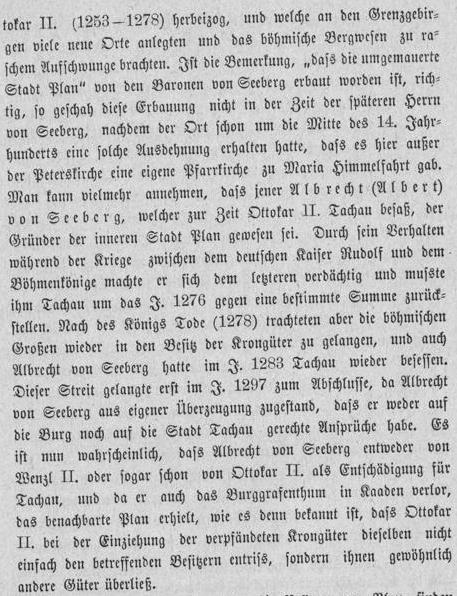 tokar II. (1253–1278) herbeizog, und welche an den Grenzgebir-
gen viele neue Orte anlegten und das böhmische Bergwesen zu ra-
schem Aufschwunge brachten. Ist die Bemerkung, „dass die umgemauerte
Stadt Plan“ von den Baronen von Seeberg erbaut worden ist, rich-
tig, so geschah diese Erbauung nicht in der Zeit der späteren Herrn
von Seeberg, nachdem der Ort schon um die Mitte des 14. Jahr-
hunderts eine solche Ausdehnung erhalten hatte, dass es hier außer
der Peterskirche eine eigene Pfarrkirche zu Maria Himmelfahrt gab.
Man kann vielmehr annehmen, dass jener Albrecht (Albert)
von Seeberg, welcher zur Zeit Ottokar II. Tachau besaß, der
Gründer der inneren Stadt Plan gewesen sei. Durch sein Verhalten
während der Kriege zwischen dem deutschen Kaiser Rudolf und dem
Böhmenkönige machte er sich dem letzteren verdächtig und musste
ihm Tachau um das J. 1276 gegen eine bestimmte Summe zurück-
stellen. Nach des Königs Tode (1278) trachteten aber die böhmischen
Großen wieder in den Besitz der Krongüter zu gelangen, und auch
Albrecht von Seeberg hatte im J. 1283 Tachau wieder besessen.
Dieser Streit gelangte erst im J. 1297 zum Abschlusse, da Albrecht
von Seeberg aus eigener Überzeugung zugestand, dass er weder auf
die Burg noch auf die Stadt Tachau gerechte Ansprüche habe. Es
ist nun wahrscheinlich, dass Albrecht von Seeberg entweder von
Wenzl II. oder sogar schon von Ottokar II. als Entschädigung für
Tachau, und da er auch das Burggrafenthum in Kaaden verlor,
das benachbarte Plan erhielt, wie es denn bekannt ist, dass Ottokar
II. bei der Einziehung der verpfändeten Krongüter dieselben nicht
einfach den betreffenden Besitzern entriss, sondern ihnen gewöhnlich
andere Güter überließ.